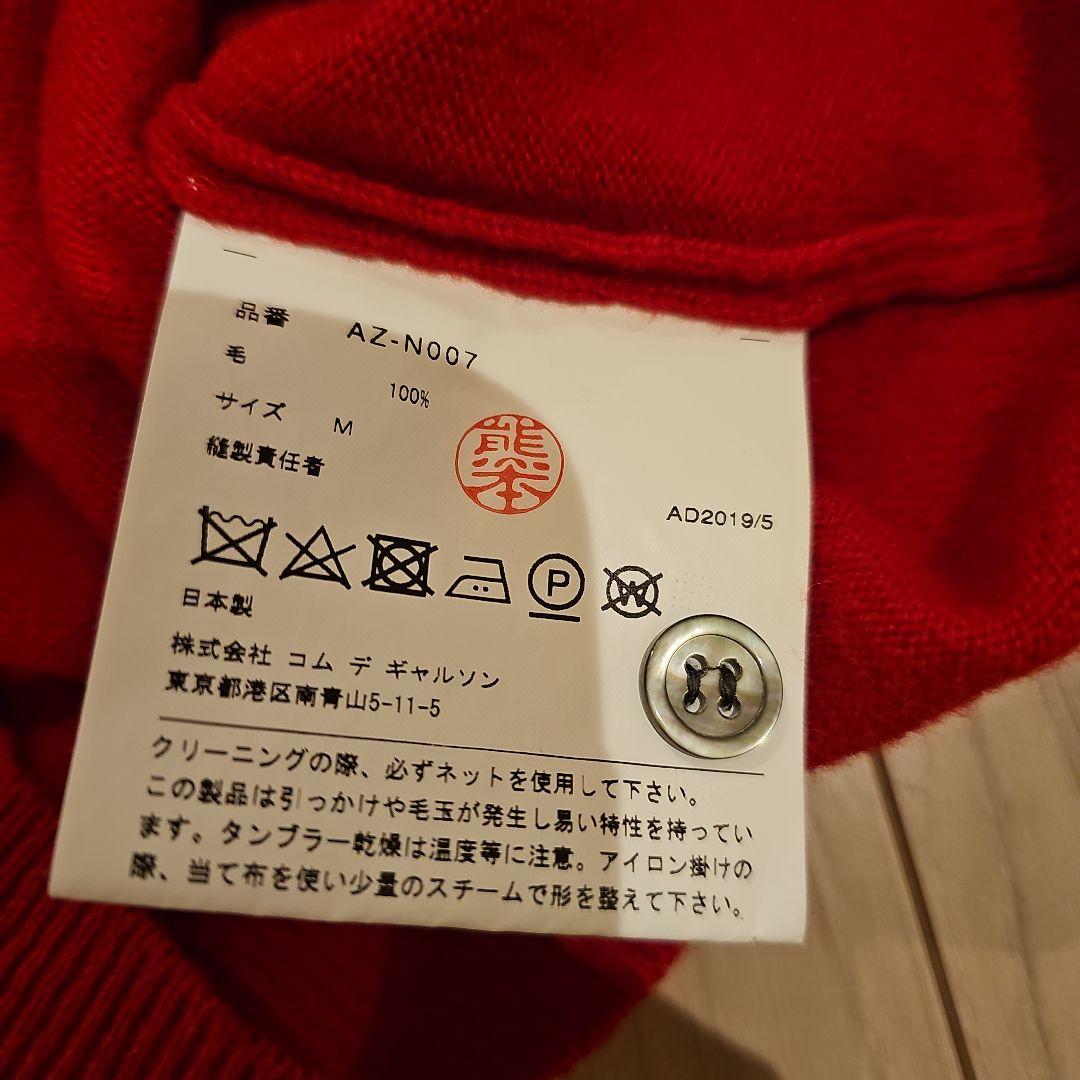 品番 AZ-N007
毛 100%
サイズ M
縫製責任者 熊本
AD2019/5
P W
日本製
株式会社 コム デ ギャルソン
東京都港区南青山5-11-5
クリーニングの際、必ずネットを使用して下さい。
この製品は引っかけや毛玉が発生し易い特性を持ってい
ます。タンブラー乾燥は温度等に注意。アイロン掛けの
際、当て布を使い少量のスチームで形を整えて下さい。